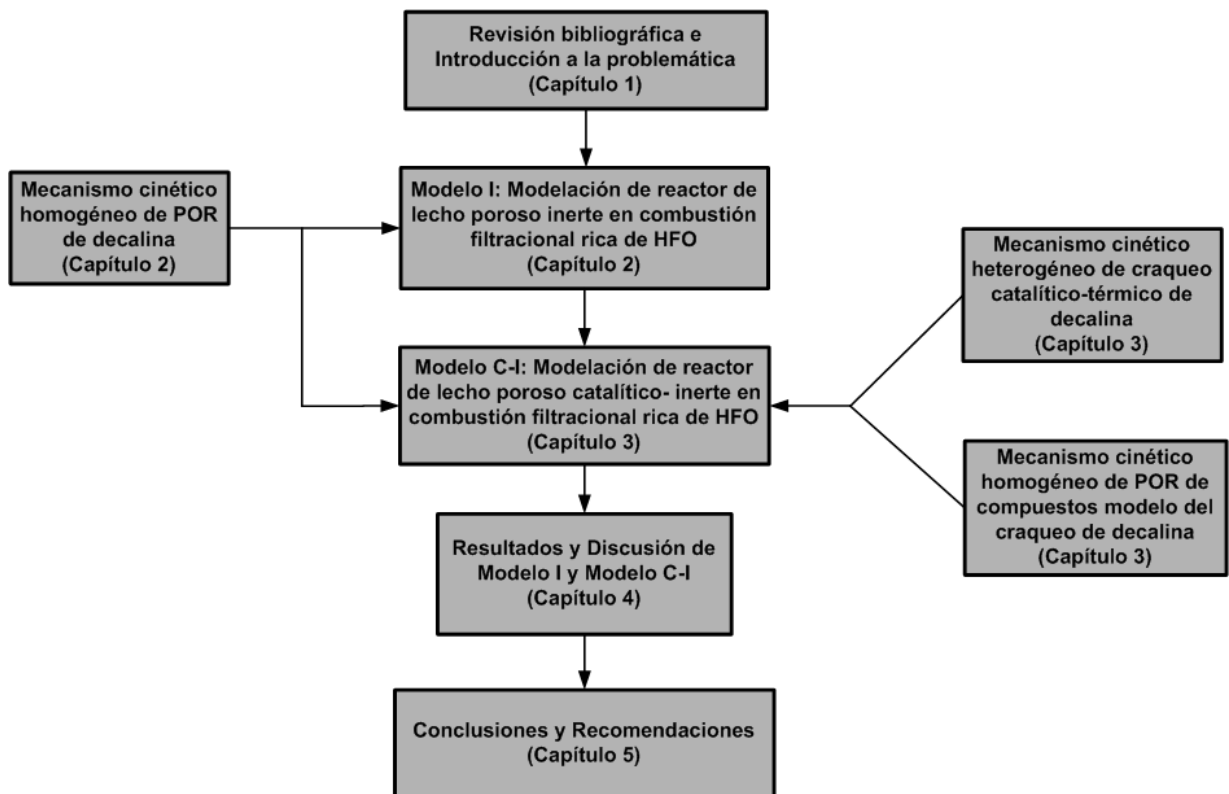 Revisión bibliográfica e
Introducción a la problemática
(Capítulo 1)
Mecanismo cinético
homogéneo de POR
de decalina
(Capítulo 2)
Modelo I: Modelación de reactor de
lecho poroso inerte en combustión
filtracional rica de HFO
(Capítulo 2)
Mecanismo cinético
heterogéneo de craqueo
catalítico-térmico de
decalina
(Capítulo 3)
Modelo C-I: Modelación de reactor
de lecho poroso catalítico- inerte en
combustión filtracional rica de HFO
(Capítulo 3)
Mecanismo cinético
homogéneo de POR de
compuestos modelo del
craqueo de decalina
(Capítulo 3)
Resultados y Discusión de
Modelo I y Modelo C-I
(Capítulo 4)
Conclusiones y Recomendaciones
(Capítulo 5)